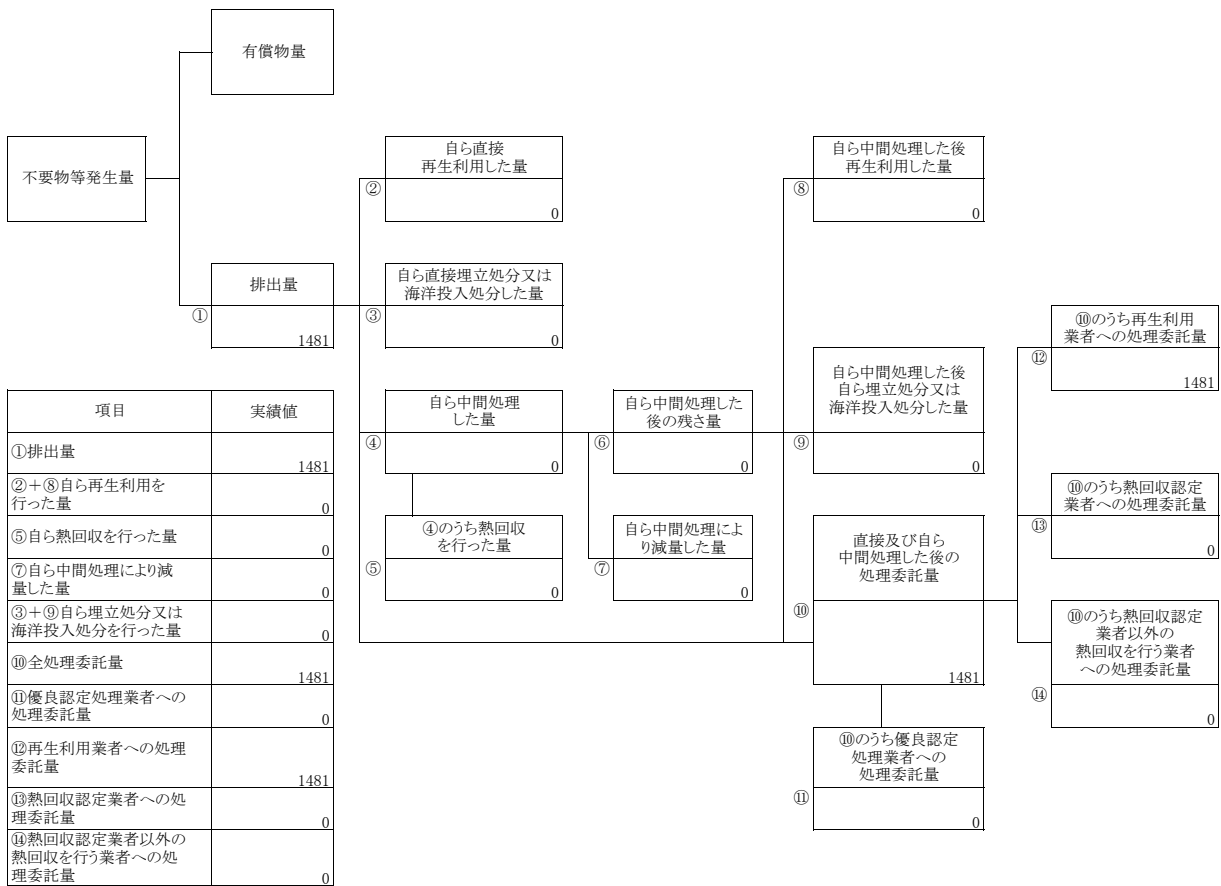 有償物量
不要物等発生量
排出量
①
1481
自ら直接
再生利用した量
②
0
自ら直接埋立処分又は
海洋投入処分した量
③
0
自ら中間処理
した量
④
0
④のうち熱回収
を行った量
⑤
0
自ら中間処理した
後の残さ量
⑥
0
自ら中間処理によ
り減量した量
⑦
0
自ら中間処理した後
再生利用した量
⑧
0
自ら中間処理した後
自ら埋立処分又は
海洋投入処分した量
⑨
0
直接及び自ら
中間処理した後の
処理委託量
⑩
1481
⑩のうち優良認定
処理業者への
処理委託量
⑪
0
⑩のうち再生利用
業者への処理委託量
⑫
1481
⑩のうち熱回収認定
業者への処理委託量
⑬
0
⑩のうち熱回収認定
業者以外の
熱回収を行う業者
への処理委託量
⑭
0
項目 実績値
①排出量
1481
②+⑧自ら再生利用を
行った量
0
⑤自ら熱回収を行った量
0
⑦自ら中間処理により減
量した量
0
③+⑨自ら埋立処分又は
海洋投入処分を行った量
0
⑩全処理委託量
1481
⑪優良認定処理業者への
処理委託量
0
⑫再生利用業者への処理
委託量
1481
⑬熱回収認定業者への処
理委託量
0
⑭熱回収認定業者以外の
熱回収を行う業者への処
理委託量
0